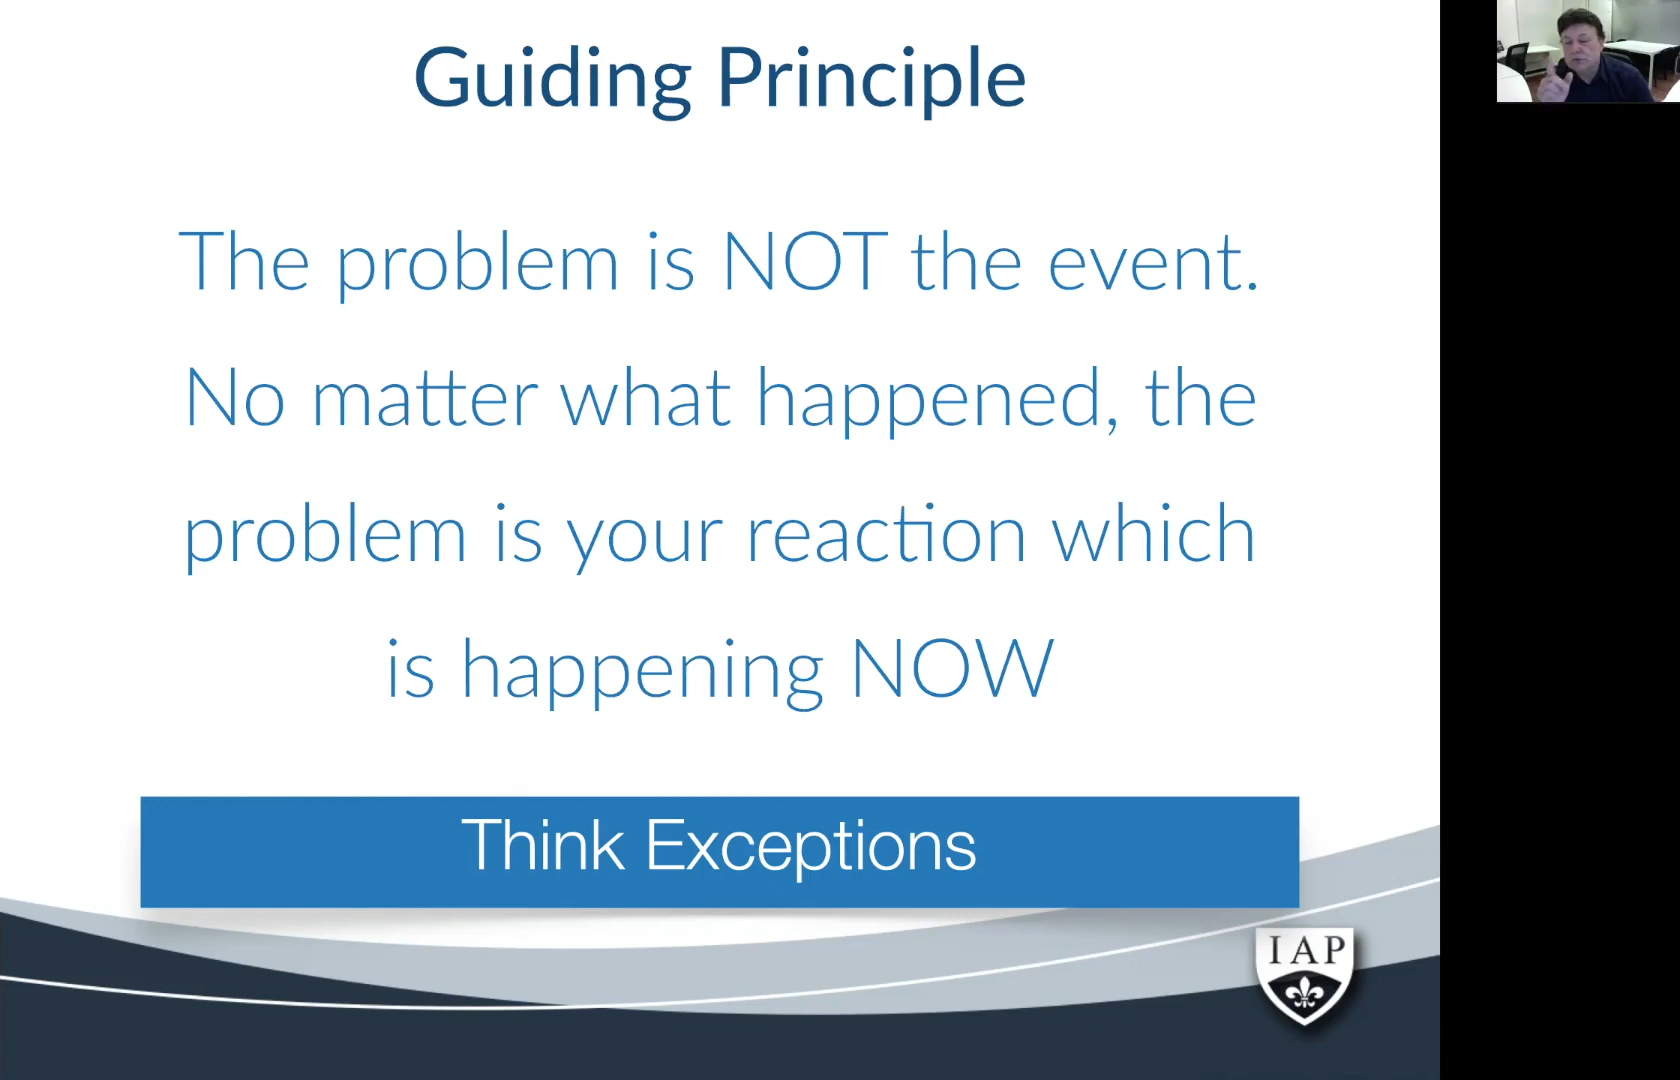 Guiding Principle
The problem is NOT the event.
No matter what happened, the
problem is your reaction which
is happening NOW
Think Exceptions
IAP